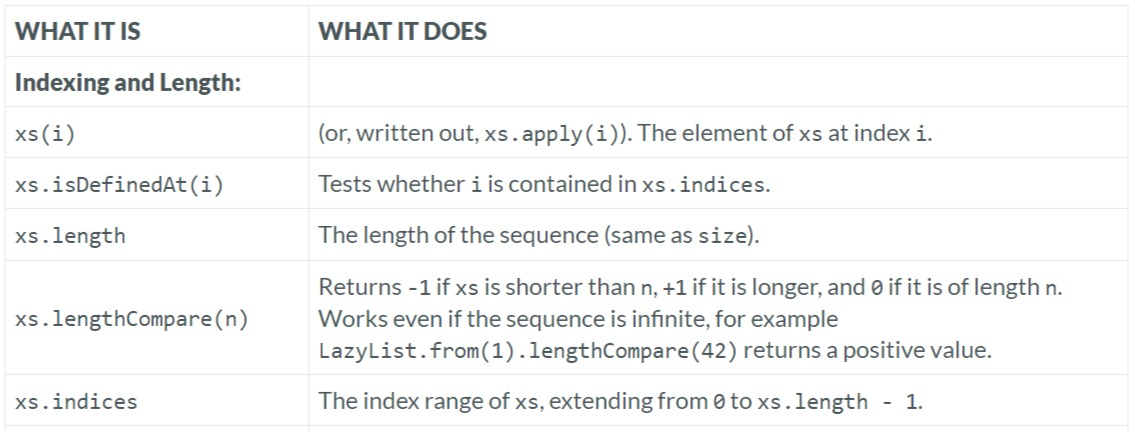 WHAT IT IS
WHAT IT DOES
Indexing and Length:
xs(i)
(or, written out, xs.apply(i)). The element of xs at index i.
xs.isDefinedAt(i)
Tests whether i is contained in xs.indices.
xs.length
The length of the sequence (same as size).
xs.lengthCompare(n)
Returns -1 if xs is shorter than n, +1 if it is longer, and 0 if it is of length n.
Works even if the sequence is infinite, for example
LazyList.from(1).lengthCompare(42) returns a positive value.
xs.indices
The index range of xs, extending from 0 to xs.length - 1.